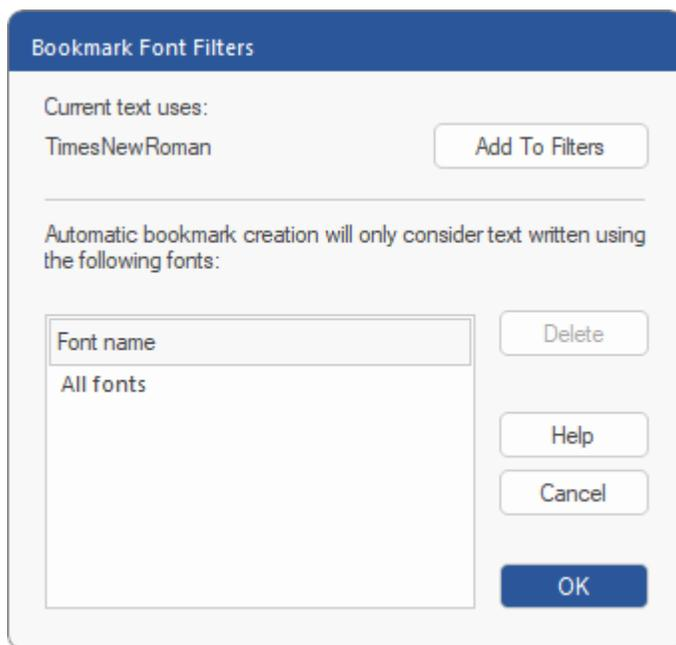 Bookmark Font Filters
Current text uses:
TimesNewRoman
Add To Filters
Automatic bookmark creation will only consider text written using
the following fonts:
Font name
All fonts
Delete
Help
Cancel
OK